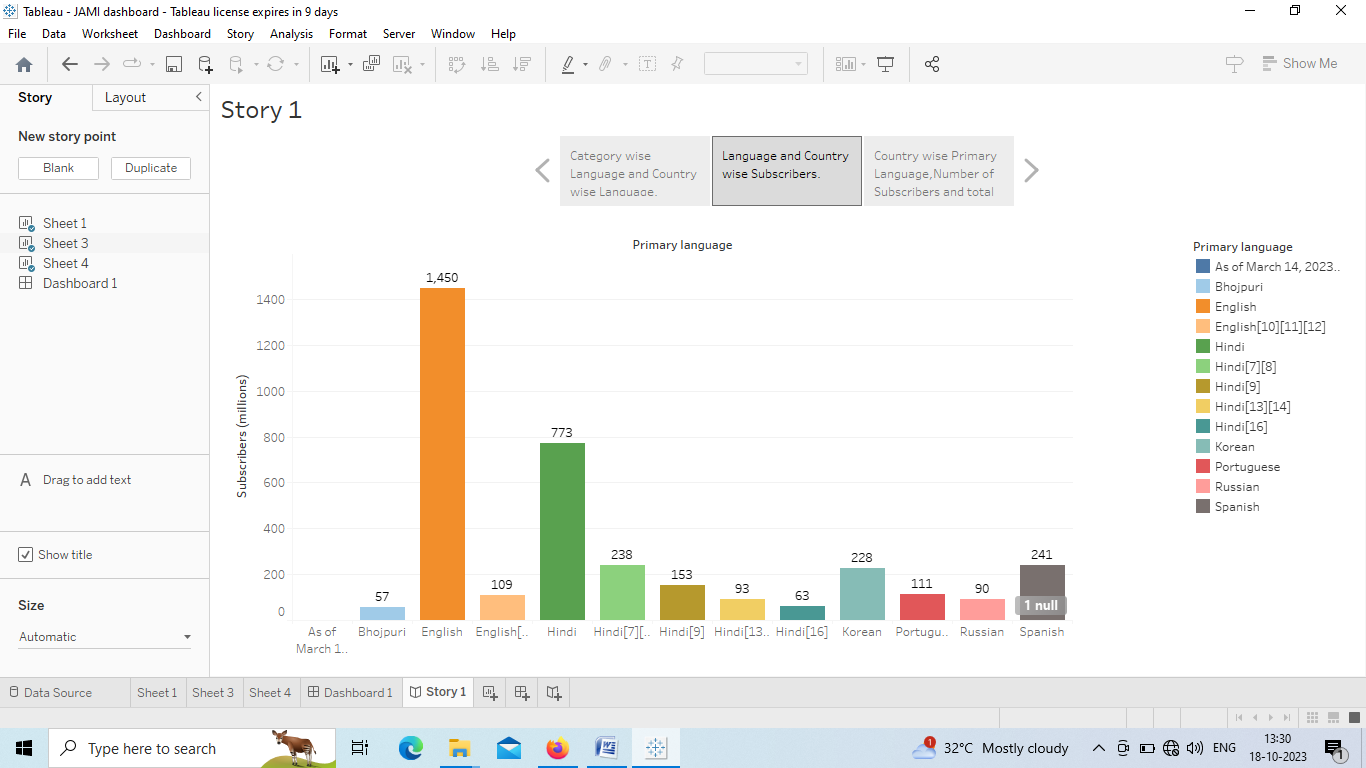 Tableau - JAMI dashboard - Tableau license expires in 9 days
File Data Worksheet Dashboard Story Analysis Format Server Window Help
Show Me
Story Layout
New story point
Blank Duplicate
Sheet 1
Sheet 3
Sheet 4
Dashboard 1
A Drag to add text
Show title
Size
Automatic
Story 1
Category wise
Language and Country
wise Language.
Language and Country
wise Subscribers.
Country wise Primary
Language,Number of
Subscribers and total
Primary language
Subscribers (millions)
1400
1200
1000
800
600
400
200
0
57
1,450
109
773
238
153
93
63
228
111
90
241
1 null
As of
March 1..
Bhojpuri
English
English[..
Hindi
Hindi[7][..
Hindi[9]
Hindi[13..
Hindi[16]
Korean
Portugu..
Russian
Spanish
Primary language
As of March 14, 2023..
Bhojpuri
English
English[10][11][12]
Hindi
Hindi[7][8]
Hindi[9]
Hindi[13][14]
Hindi[16]
Korean
Portuguese
Russian
Spanish
Data Source Sheet 1 Sheet 3 Sheet 4 Dashboard 1 Story 1
Type here to search
1
32°C Mostly cloudy
ENG
13:30
18-10-2023
1